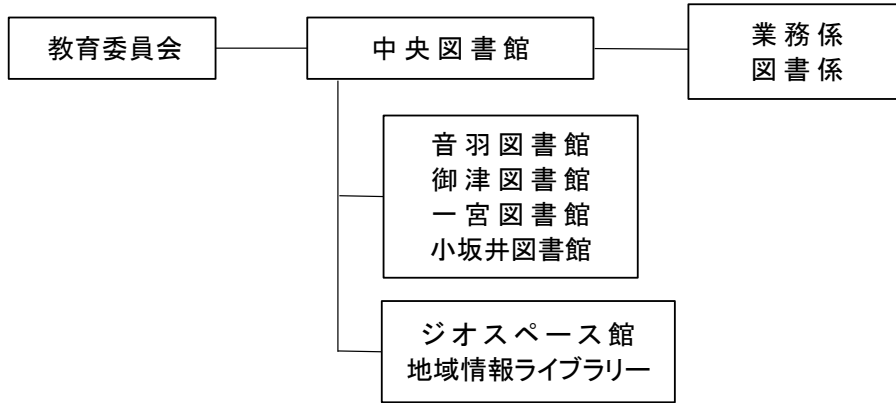 教育委員会
中央図書館
業務係
図書係
音羽図書館
御津図書館
一宮図書館
小坂井図書館
ジオスペース館
地域情報ライブラリー